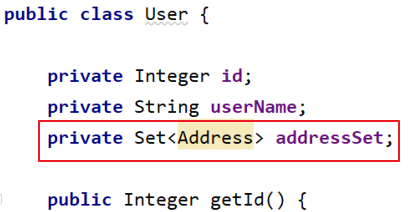 public class User {
private Integer id;
private String userName;
private Set<Address> addressSet;
public Integer getId() {